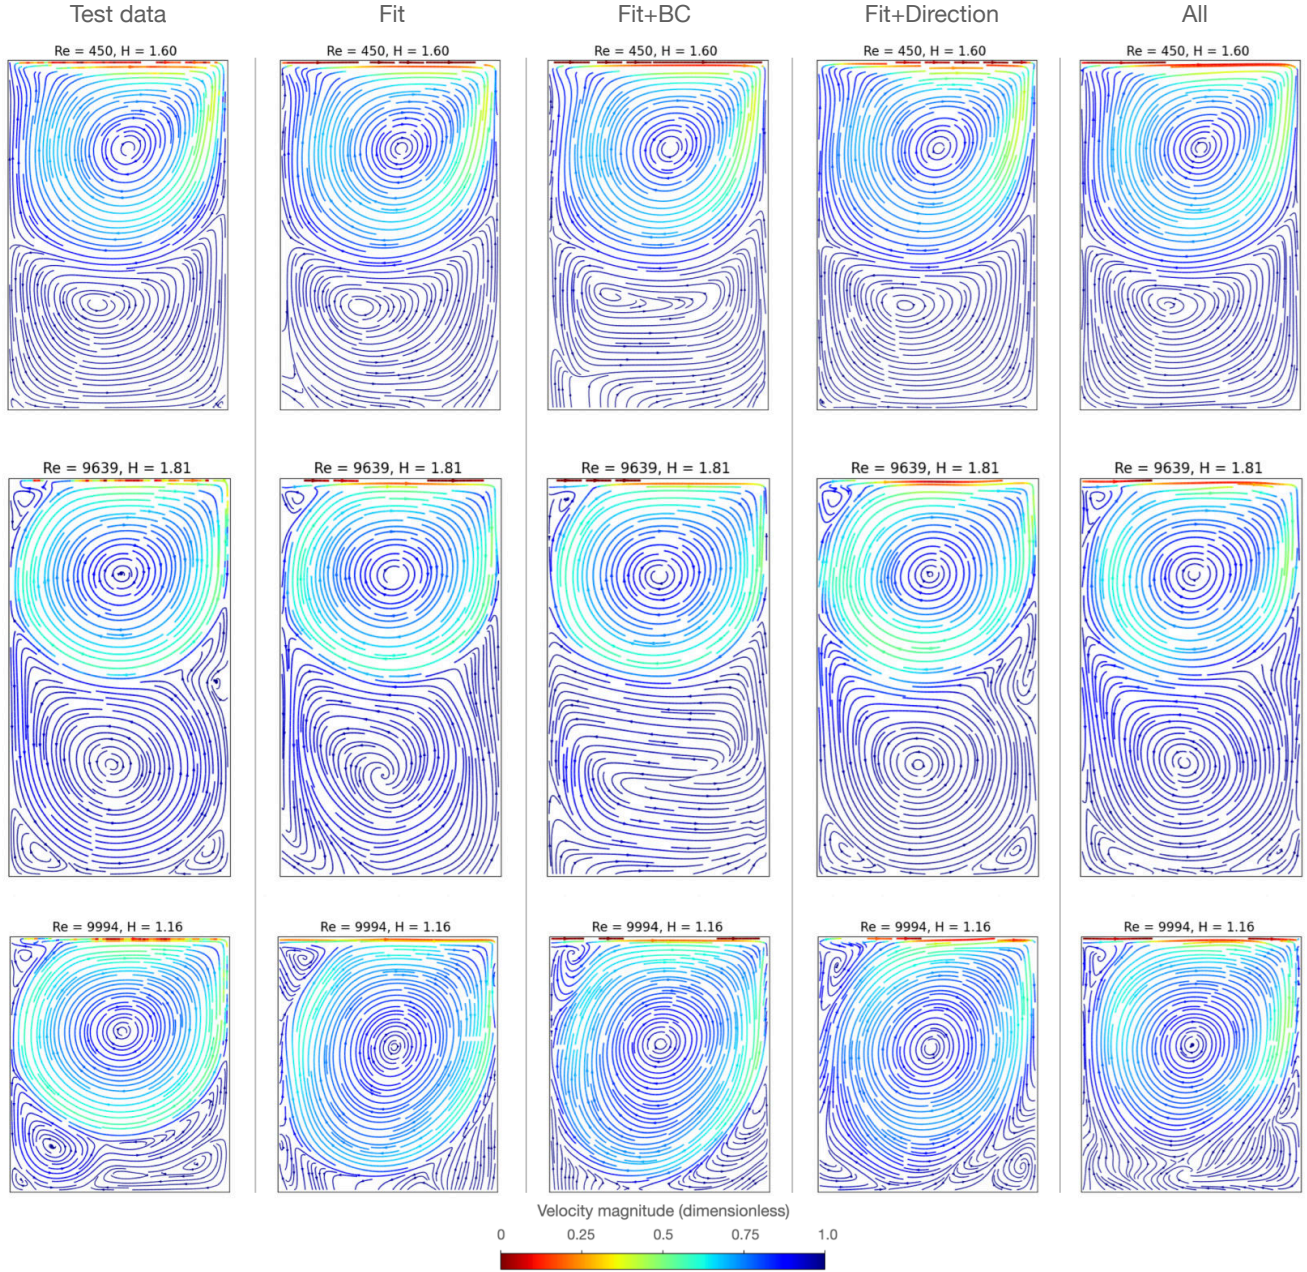 Test data Fit Fit+BC Fit+Direction All
Re = 450, H = 1.60 Re = 450, H = 1.60 Re = 450, H = 1.60 Re = 450, H = 1.60 Re = 450, H = 1.60
Re = 9639, H = 1.81 Re = 9639, H = 1.81 Re = 9639, H = 1.81 Re = 9639, H = 1.81 Re = 9639, H = 1.81
Re = 9994, H = 1.16 Re = 9994, H = 1.16 Re = 9994, H = 1.16 Re = 9994, H = 1.16 Re = 9994, H = 1.16
Velocity magnitude (dimensionless)
0 0.25 0.5 0.75 1.0